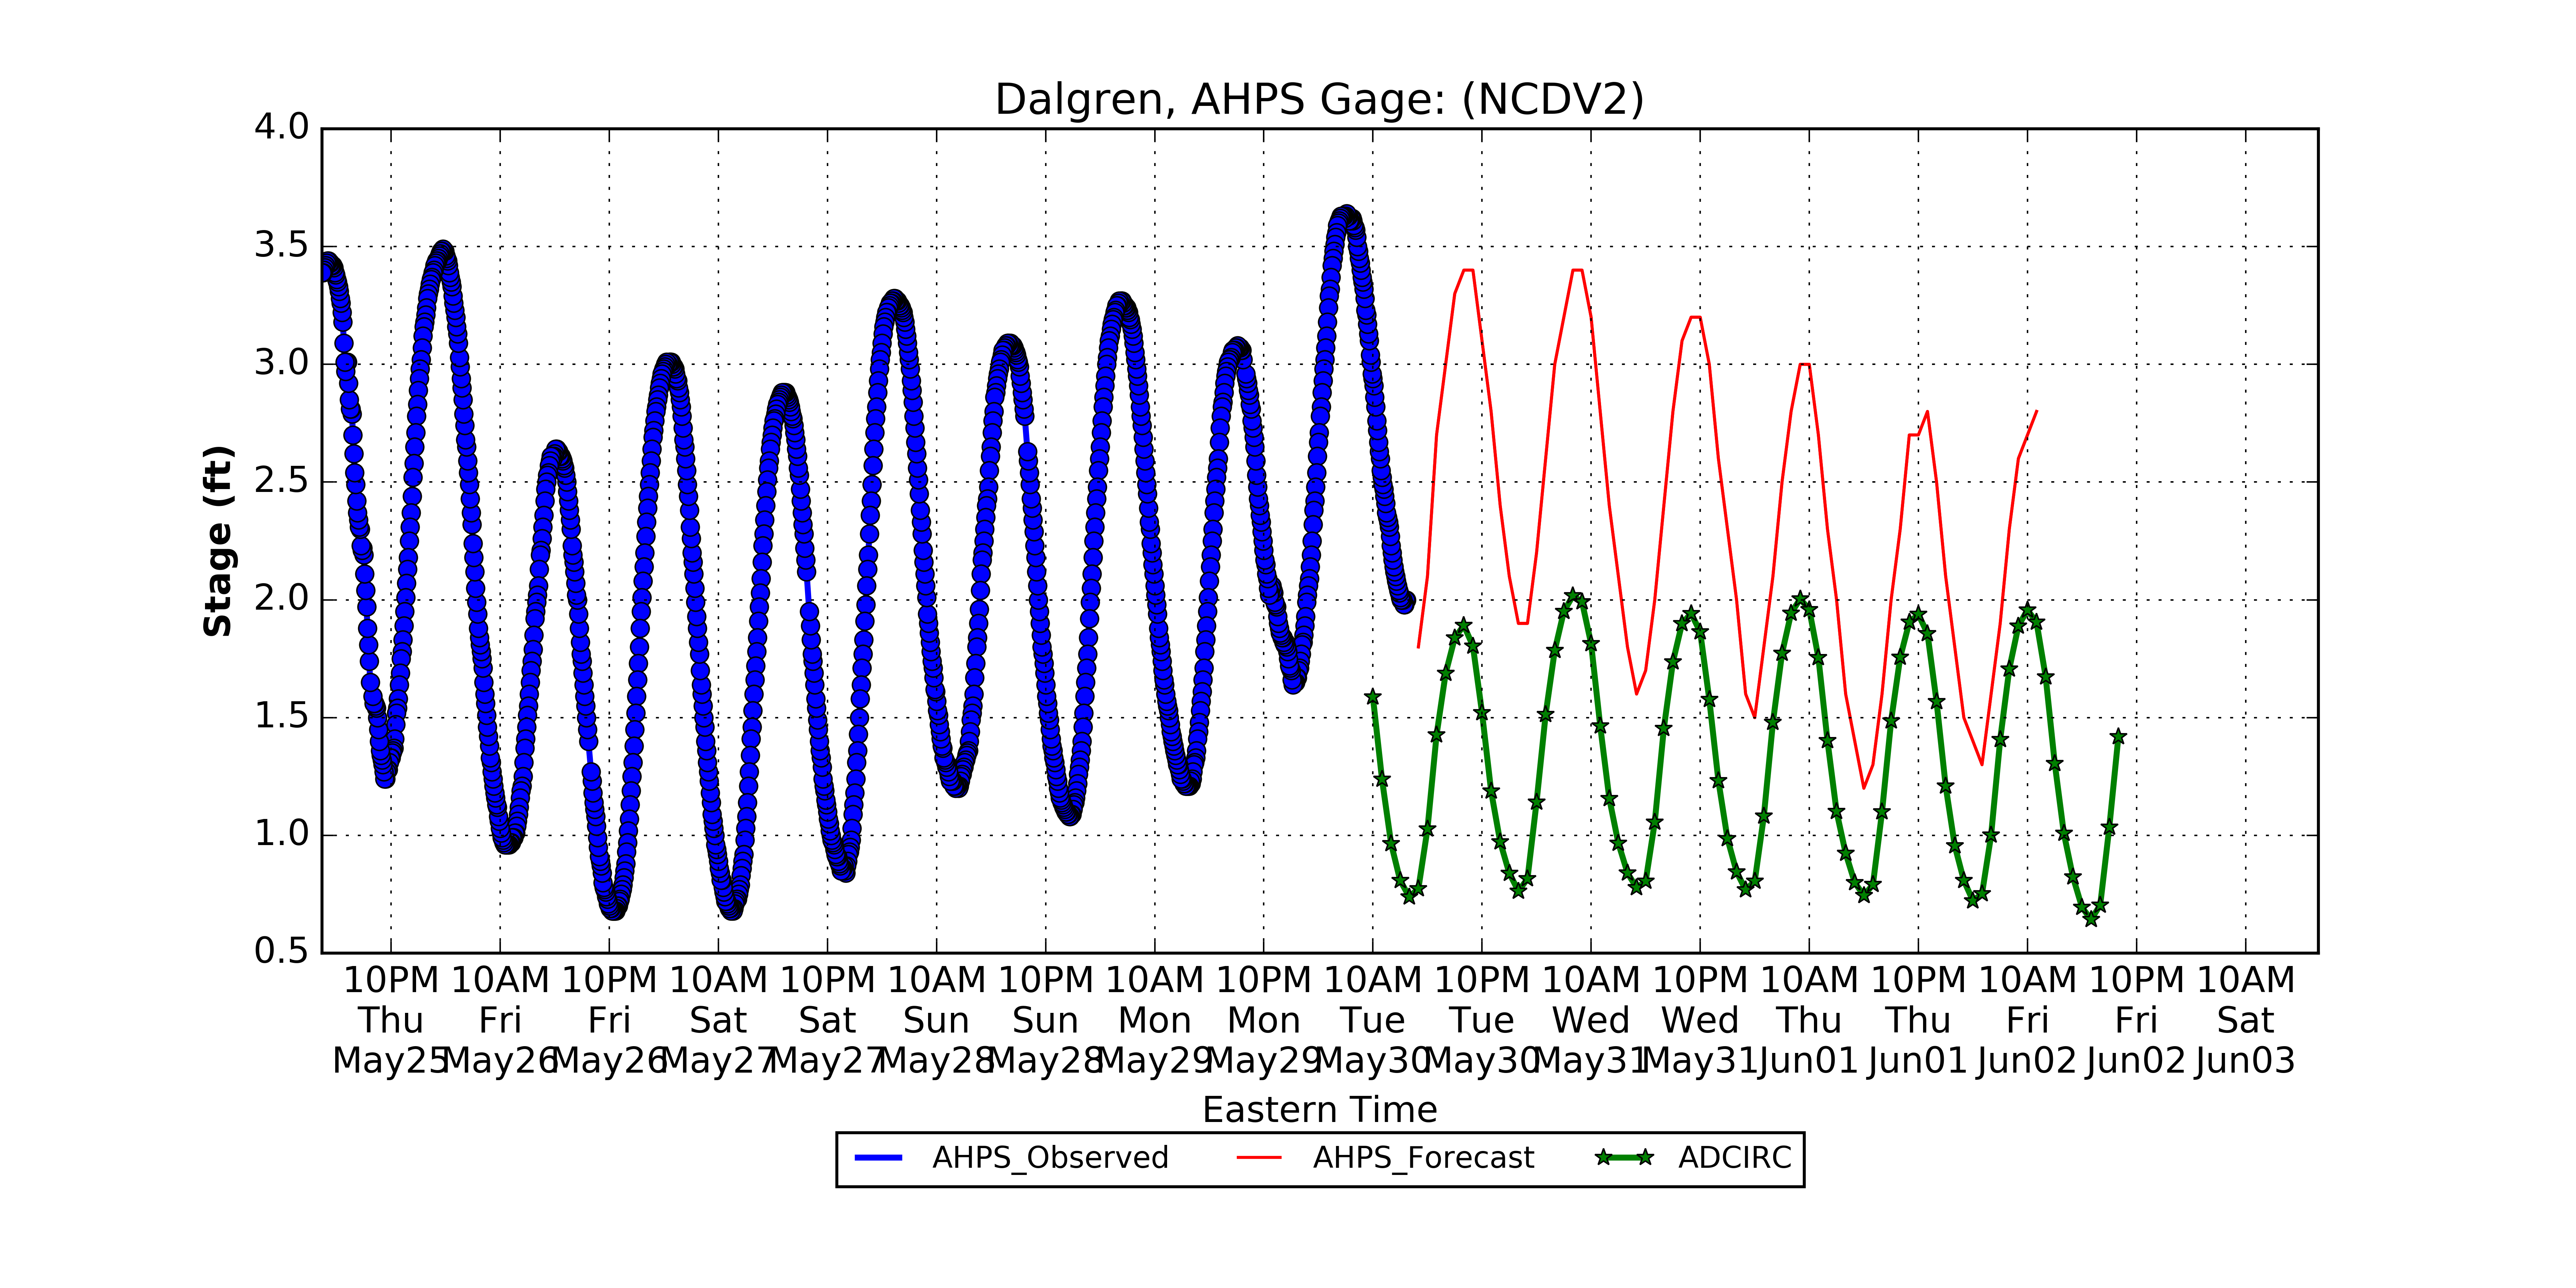 Dalgren, AHPS Gage: (NCDV2)
4.0
3.5
3.0
2.5
2.0
1.5
1.0
0.5
Stage (ft)
10PM 10AM 10PM 10AM 10PM 10AM 10PM 10AM 10PM 10AM 10PM 10AM 10PM 10AM 10PM 10AM 10PM 10AM
Thu Fri Fri Sat Sat Sun Sun Mon Mon Tue Tue Wed Wed Thu Thu Fri Fri Sat
May25 May26 May26 May27 May27 May28 May28 May29 May29 May30 May30 May31 May31 Jun01 Jun01 Jun02 Jun02 Jun03
Eastern Time
AHPS_Observed AHPS_Forecast ADCIRC